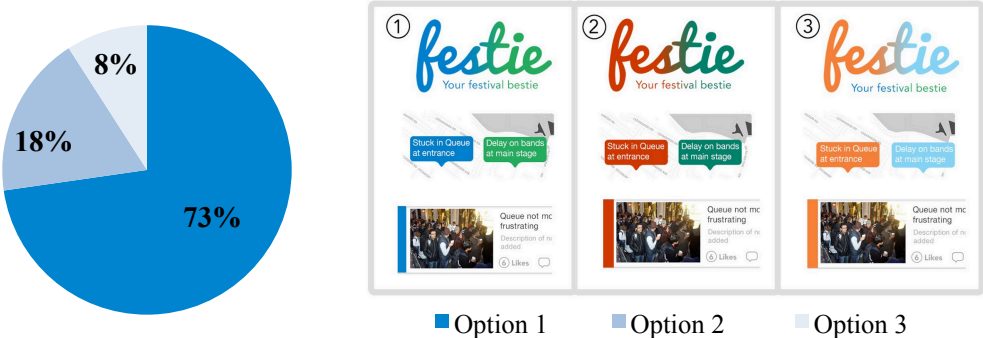 8%
18%
73%
1
festie
Your festival bestie
Stuck in Queue
at entrance
Delay on bands
at main stage
Queue not mo
frustrating
Description of ne
added
6 Likes
2
festie
Your festival bestie
Stuck in Queue
at entrance
Delay on bands
at main stage
Queue not mo
frustrating
Description of ne
added
6 Likes
3
festie
Your festival bestie
Stuck in Queue
at entrance
Delay on bands
at main stage
Queue not mo
frustrating
Description of ne
added
6 Likes
Option 1
Option 2
Option 3